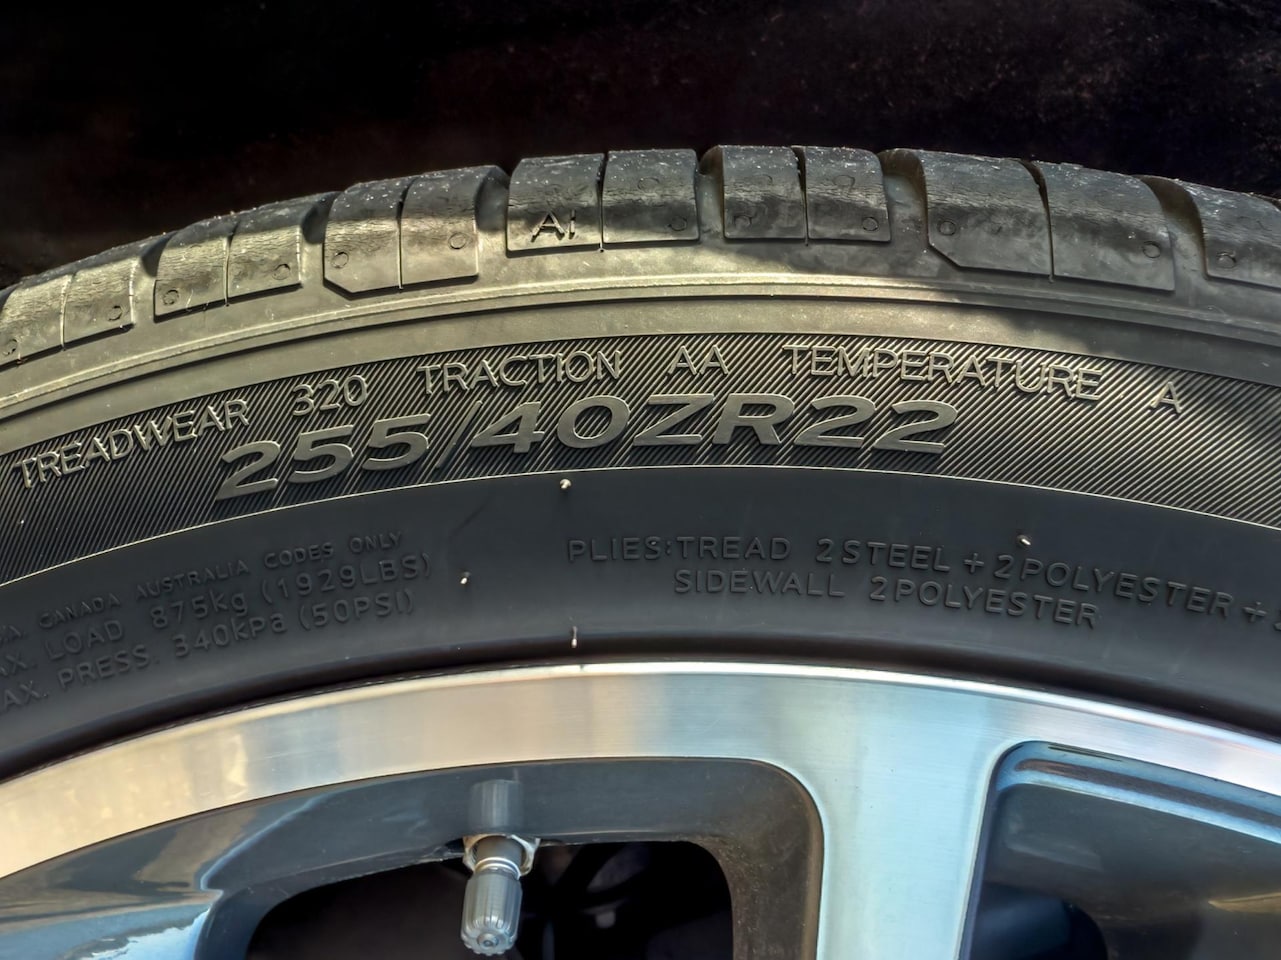 AI
TREADWEAR 320 TRACTION AA TEMPERATURE A
255/40ZR22
CANADA AUSTRALIA CODES ONLY
LOAD 875kg (1929LBS)
PRESS. 340kPa (50PSI)
PLIES:TREAD 2STEEL + 2POLYESTER +
SIDEWALL 2POLYESTER